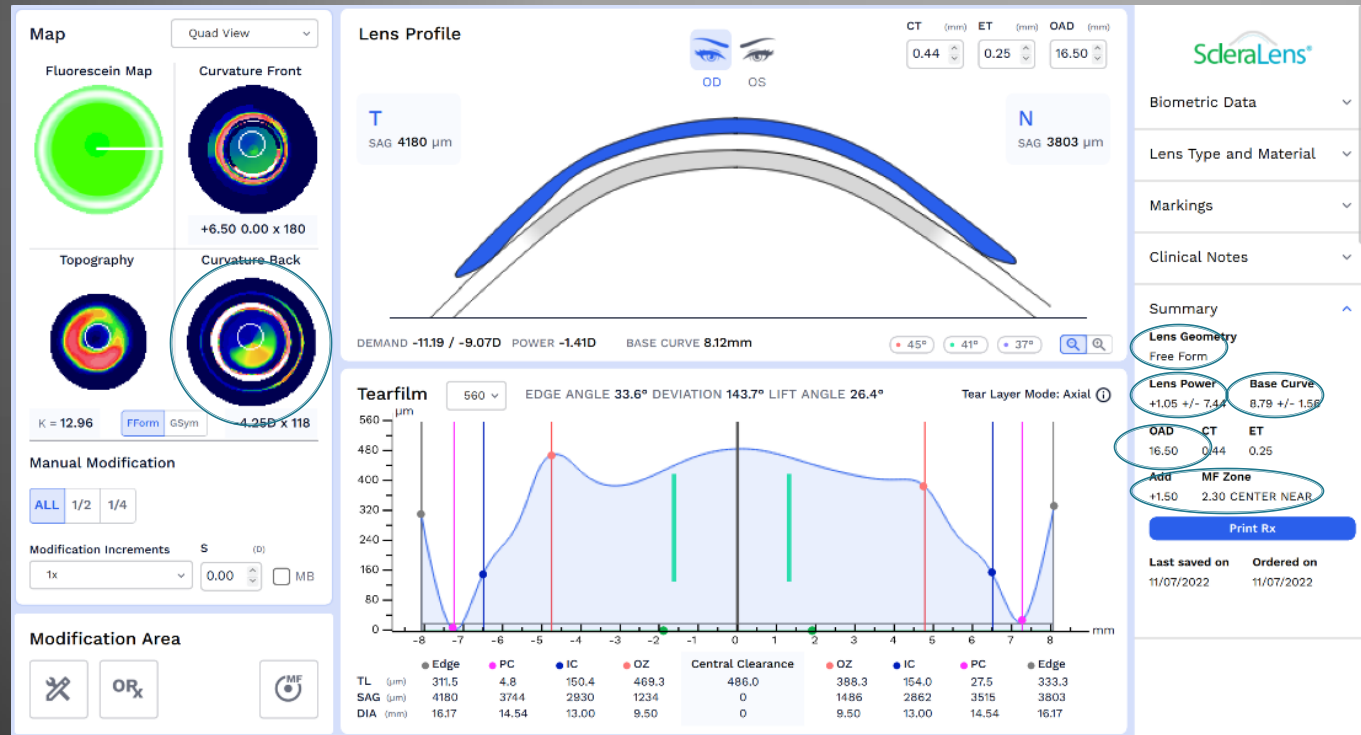 Map
Quad View
Fluorescein Map
Curvature Front
+6.50 0.00 x 180
Topography
Curvature Back
K = 12.96
FForm
GSym
-4.25D x 118
Manual Modification
ALL
1/2
1/4
Modification Increments
S
(D)
1x
0.00
MB
Modification Area
ORx
MF
Lens Profile
OD
OS
CT (mm)
ET (mm)
OAD (mm)
0.44
0.25
16.50
T
SAG 4180 µm
N
SAG 3803 µm
DEMAND -11.19 / -9.07D POWER -1.41D BASE CURVE 8.12mm
45°
41°
37°
Tearfilm
560
EDGE ANGLE 33.6° DEVIATION 143.7° LIFT ANGLE 26.4°
Tear Layer Mode: Axial
µm
560
480
400
320
240
160
80
0
-8 -7 -6 -5 -4 -3 -2 -1 0 1 2 3 4 5 6 7 8 mm
Edge PC IC OZ Central Clearance OZ IC PC Edge
TL (µm) 311.5 4.8 150.4 469.3 486.0 388.3 154.0 27.5 333.3
SAG (µm) 4180 3744 2930 1234 0 1486 2862 3515 3803
DIA (mm) 16.17 14.54 13.00 9.50 0 9.50 13.00 14.54 16.17
ScleraLens®
Biometric Data
Lens Type and Material
Markings
Clinical Notes
Summary
Lens Geometry
Free Form
Lens Power Base Curve
+1.05 +/- 7.44 8.79 +/- 1.56
OAD CT ET
16.50 0.44 0.25
Add MF Zone
+1.50 2.30 CENTER NEAR
Print Rx
Last saved on Ordered on
11/07/2022 11/07/2022